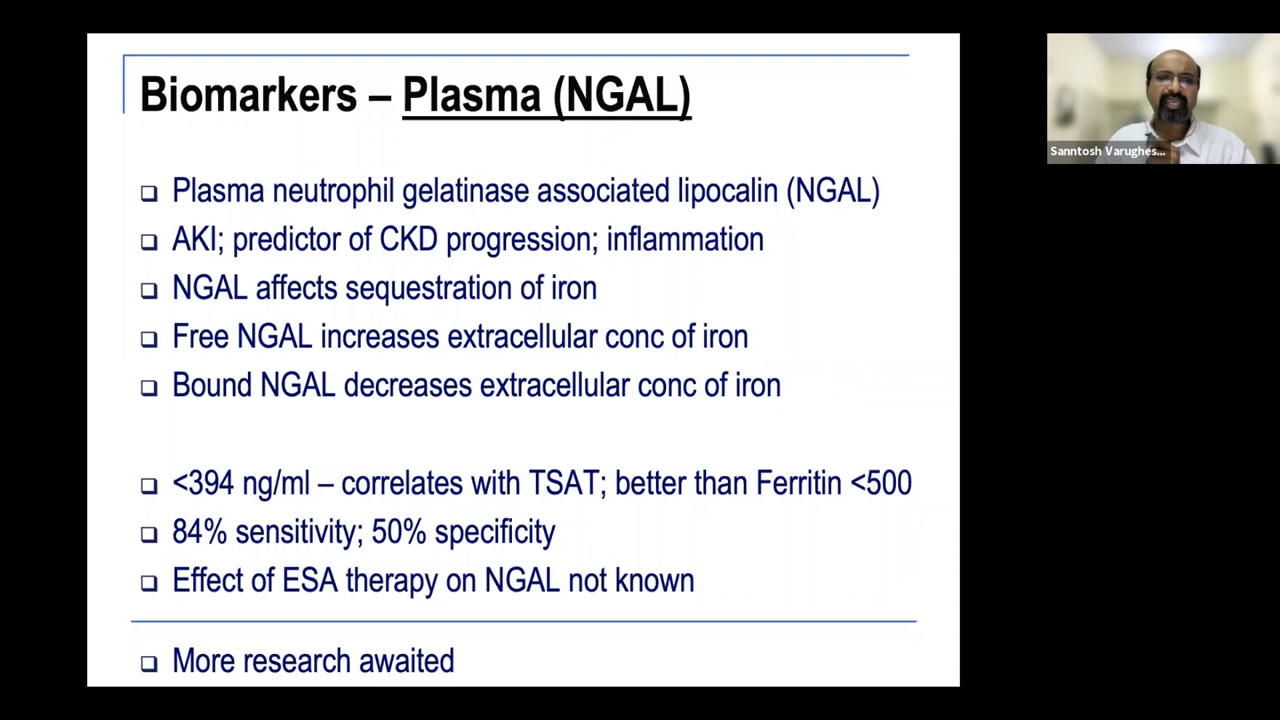 Biomarkers – Plasma (NGAL)
Plasma neutrophil gelatinase associated lipocalin (NGAL)
AKI; predictor of CKD progression; inflammation
NGAL affects sequestration of iron
Free NGAL increases extracellular conc of iron
Bound NGAL decreases extracellular conc of iron
<394 ng/ml – correlates with TSAT; better than Ferritin <500
84% sensitivity; 50% specificity
Effect of ESA therapy on NGAL not known
More research awaited
Sanntosh Varughes...